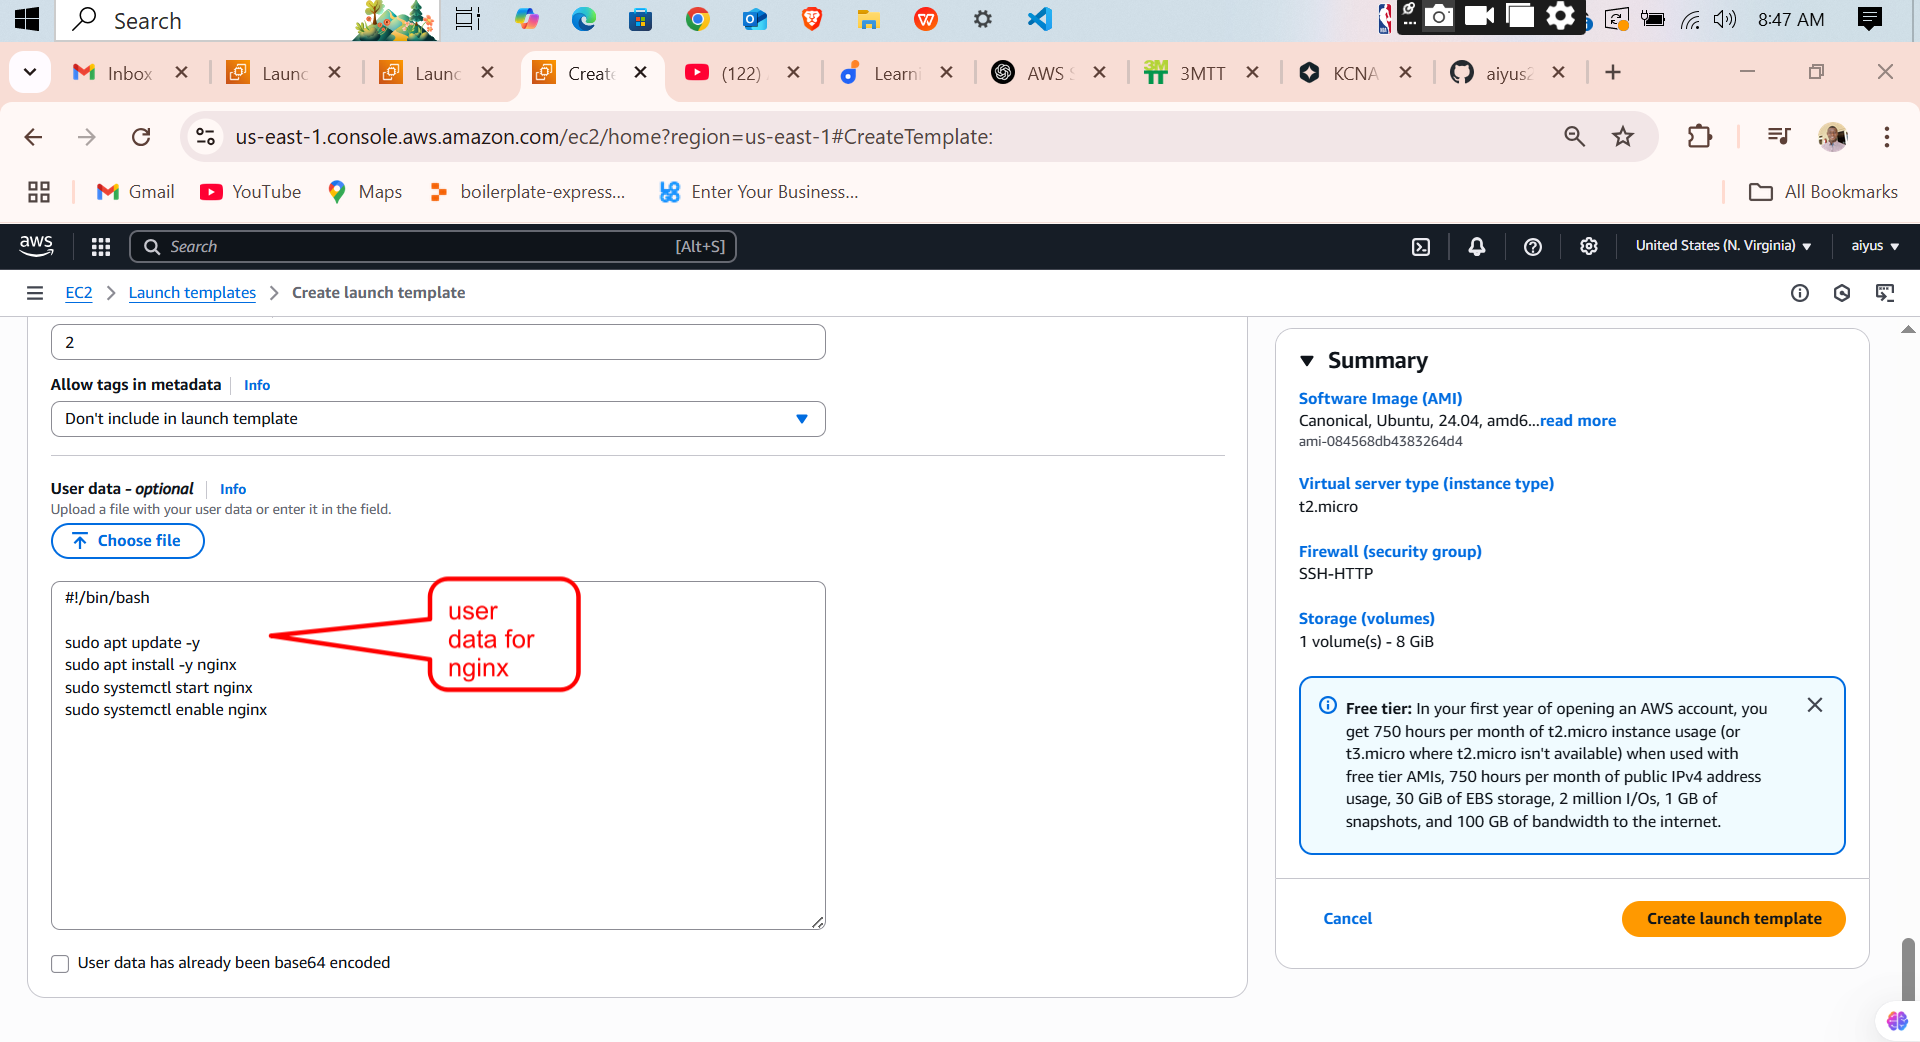 Search
8:47 AM
Inbox
Launc
Launc
Create
(122)
Learni
AWS S
3MTT
KCNA
aiyus2
us-east-1.console.aws.amazon.com/ec2/home?region=us-east-1#CreateTemplate:
Gmail
YouTube
Maps
boilerplate-express...
Enter Your Business...
All Bookmarks
aws
Search
[Alt+S]
United States (N. Virginia)
aiyus
EC2
Launch templates
Create launch template
2
Allow tags in metadata
Info
Don't include in launch template
User data - optional
Info
Upload a file with your user data or enter it in the field.
Choose file
#!/bin/bash
sudo apt update -y
sudo apt install -y nginx
sudo systemctl start nginx
sudo systemctl enable nginx
user
data for
nginx
User data has already been base64 encoded
Summary
Software Image (AMI)
Canonical, Ubuntu, 24.04, amd6...read more
ami-084568db4383264d4
Virtual server type (instance type)
t2.micro
Firewall (security group)
SSH-HTTP
Storage (volumes)
1 volume(s) - 8 GiB
Free tier: In your first year of opening an AWS account, you
get 750 hours per month of t2.micro instance usage (or
t3.micro where t2.micro isn't available) when used with
free tier AMIs, 750 hours per month of public IPv4 address
usage, 30 GiB of EBS storage, 2 million I/Os, 1 GB of
snapshots, and 100 GB of bandwidth to the internet.
Cancel
Create launch template